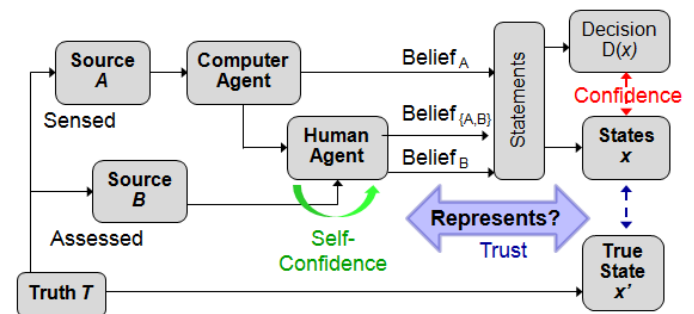 Source
A
Computer
Agent
Belief A
Statements
Decision
D(x)
Confidence
Sensed
Human
Agent
Belief {A,B}
Belief B
States
x
Source
B
Assessed
Self-
Confidence
Represents?
Trust
True
State
x’
Truth T